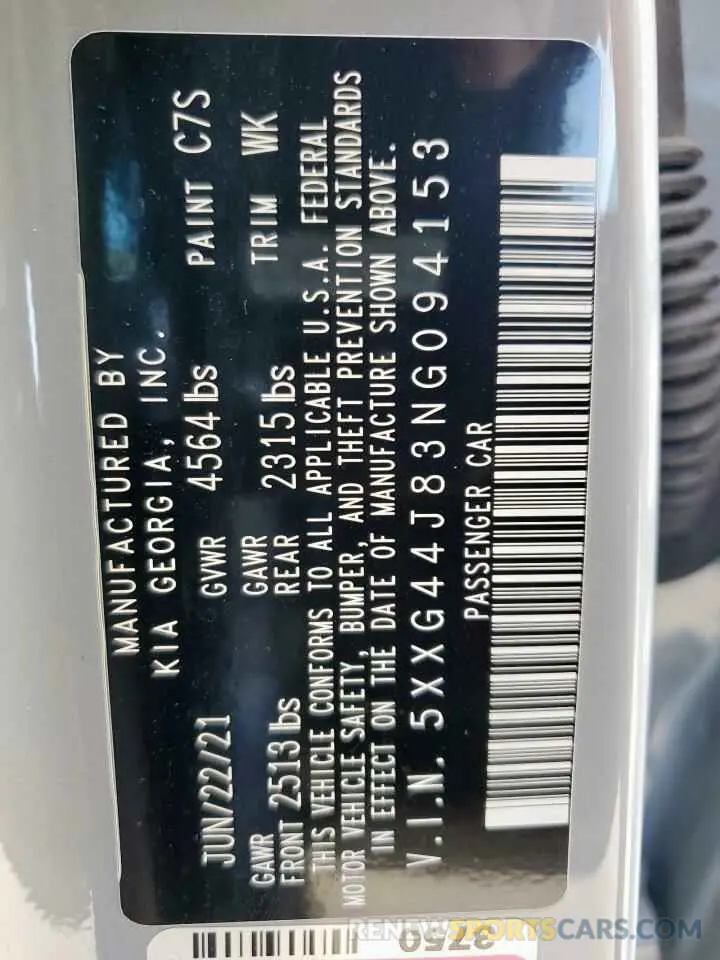 MANUFACTURED BY
KIA GEORGIA, INC.
JUN/22/21 GVWR 4564 lbs PAINT C7S
GAWR FRONT 2513 lbs GAWR REAR 2315 lbs TRIM WK
THIS VEHICLE CONFORMS TO ALL APPLICABLE U.S.A. FEDERAL
MOTOR VEHICLE SAFETY, BUMPER, AND THEFT PREVENTION STANDARDS
IN EFFECT ON THE DATE OF MANUFACTURE SHOWN ABOVE.
V.I.N. 5XXG44J83NG094153
PASSENGER CAR
3750
RENEWSPORTCAR.COM